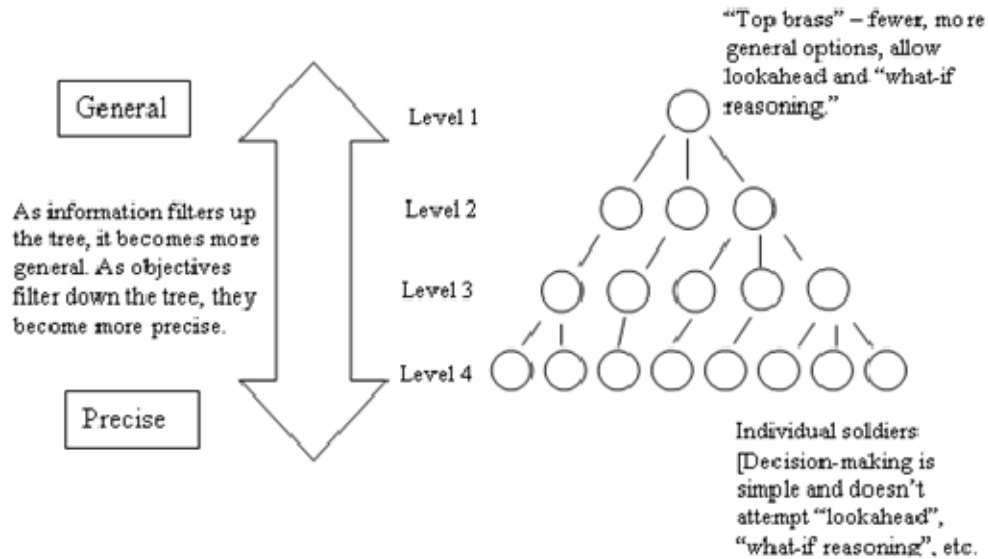 "Top brass" – fewer, more
general options, allow
lookahead and "what-if
reasoning."
General
Level 1
As information filters up
the tree, it becomes more
general. As objectives
filter down the tree, they
become more precise.
Level 2
Level 3
Level 4
Precise
Individual soldiers
[Decision-making is
simple and doesn't
attempt "lookahead",
"what-if reasoning", etc.